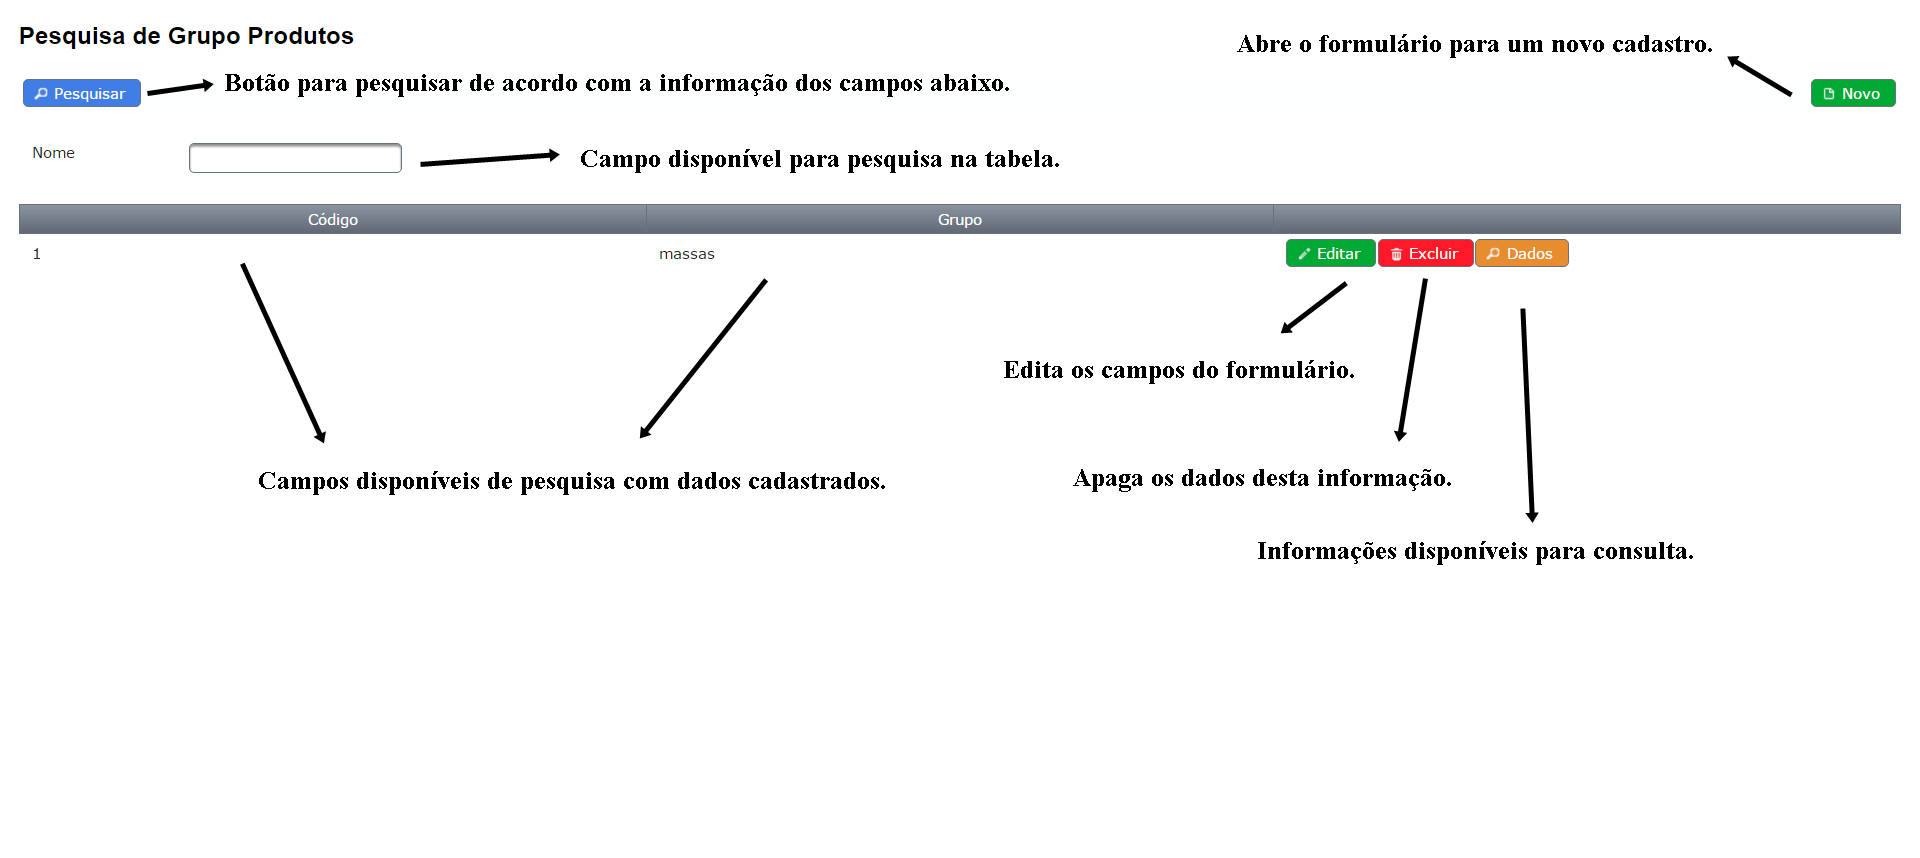 Pesquisa de Grupo Produtos
Abre o formulário para um novo cadastro.
Pesquisar
Botão para pesquisar de acordo com a informação dos campos abaixo.
Novo
Nome
Campo disponível para pesquisa na tabela.
Código Grupo
1 massas Editar Excluir Dados
Edita os campos do formulário.
Campos disponíveis de pesquisa com dados cadastrados.
Apaga os dados desta informação.
Informações disponíveis para consulta.